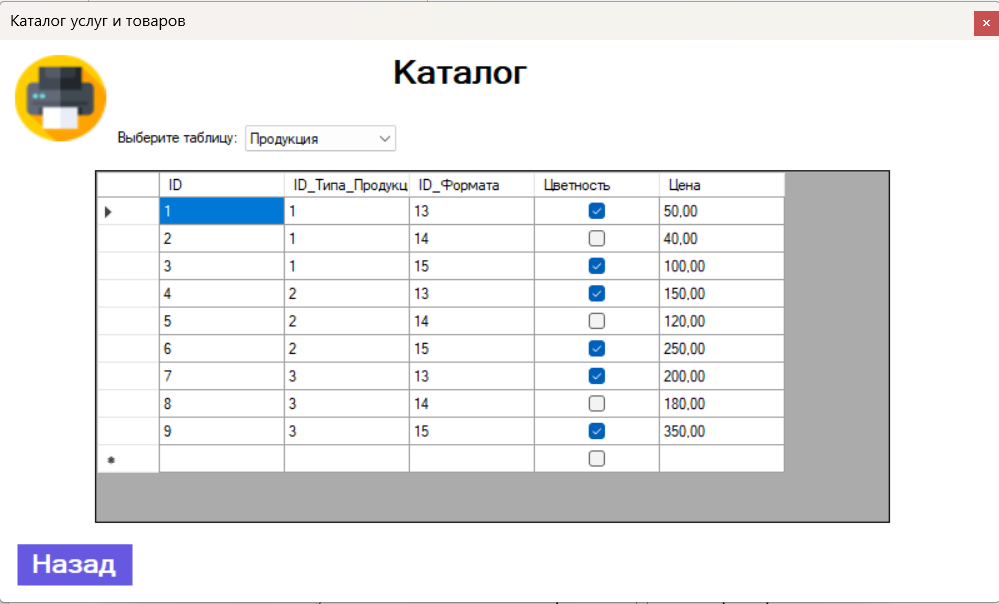 Каталог услуг и товаров
Каталог
Выберите таблицу: Продукция
ID ID_Типа_Продукц ID_Формата Цветность Цена
1 1 13 50,00
2 1 14 40,00
3 1 15 100,00
4 2 13 150,00
5 2 14 120,00
6 2 15 250,00
7 3 13 200,00
8 3 14 180,00
9 3 15 350,00
Назад